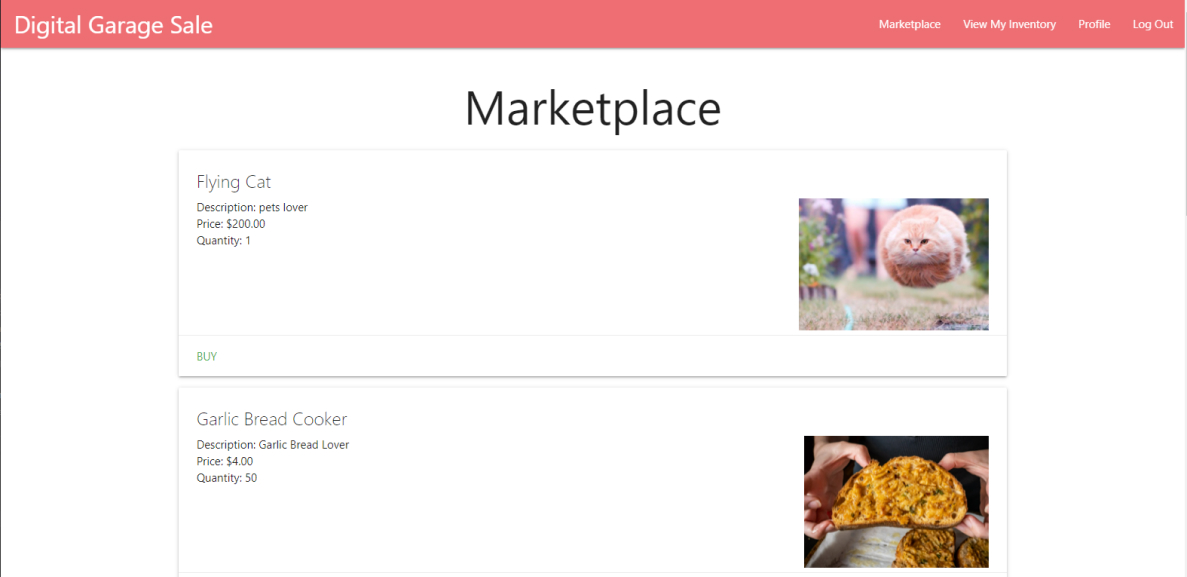 Digital Garage Sale
Marketplace View My Inventory Profile Log Out
Marketplace
Flying Cat
Description: pets lover
Price: $200.00
Quantity: 1
BUY
Garlic Bread Cooker
Description: Garlic Bread Lover
Price: $4.00
Quantity: 50